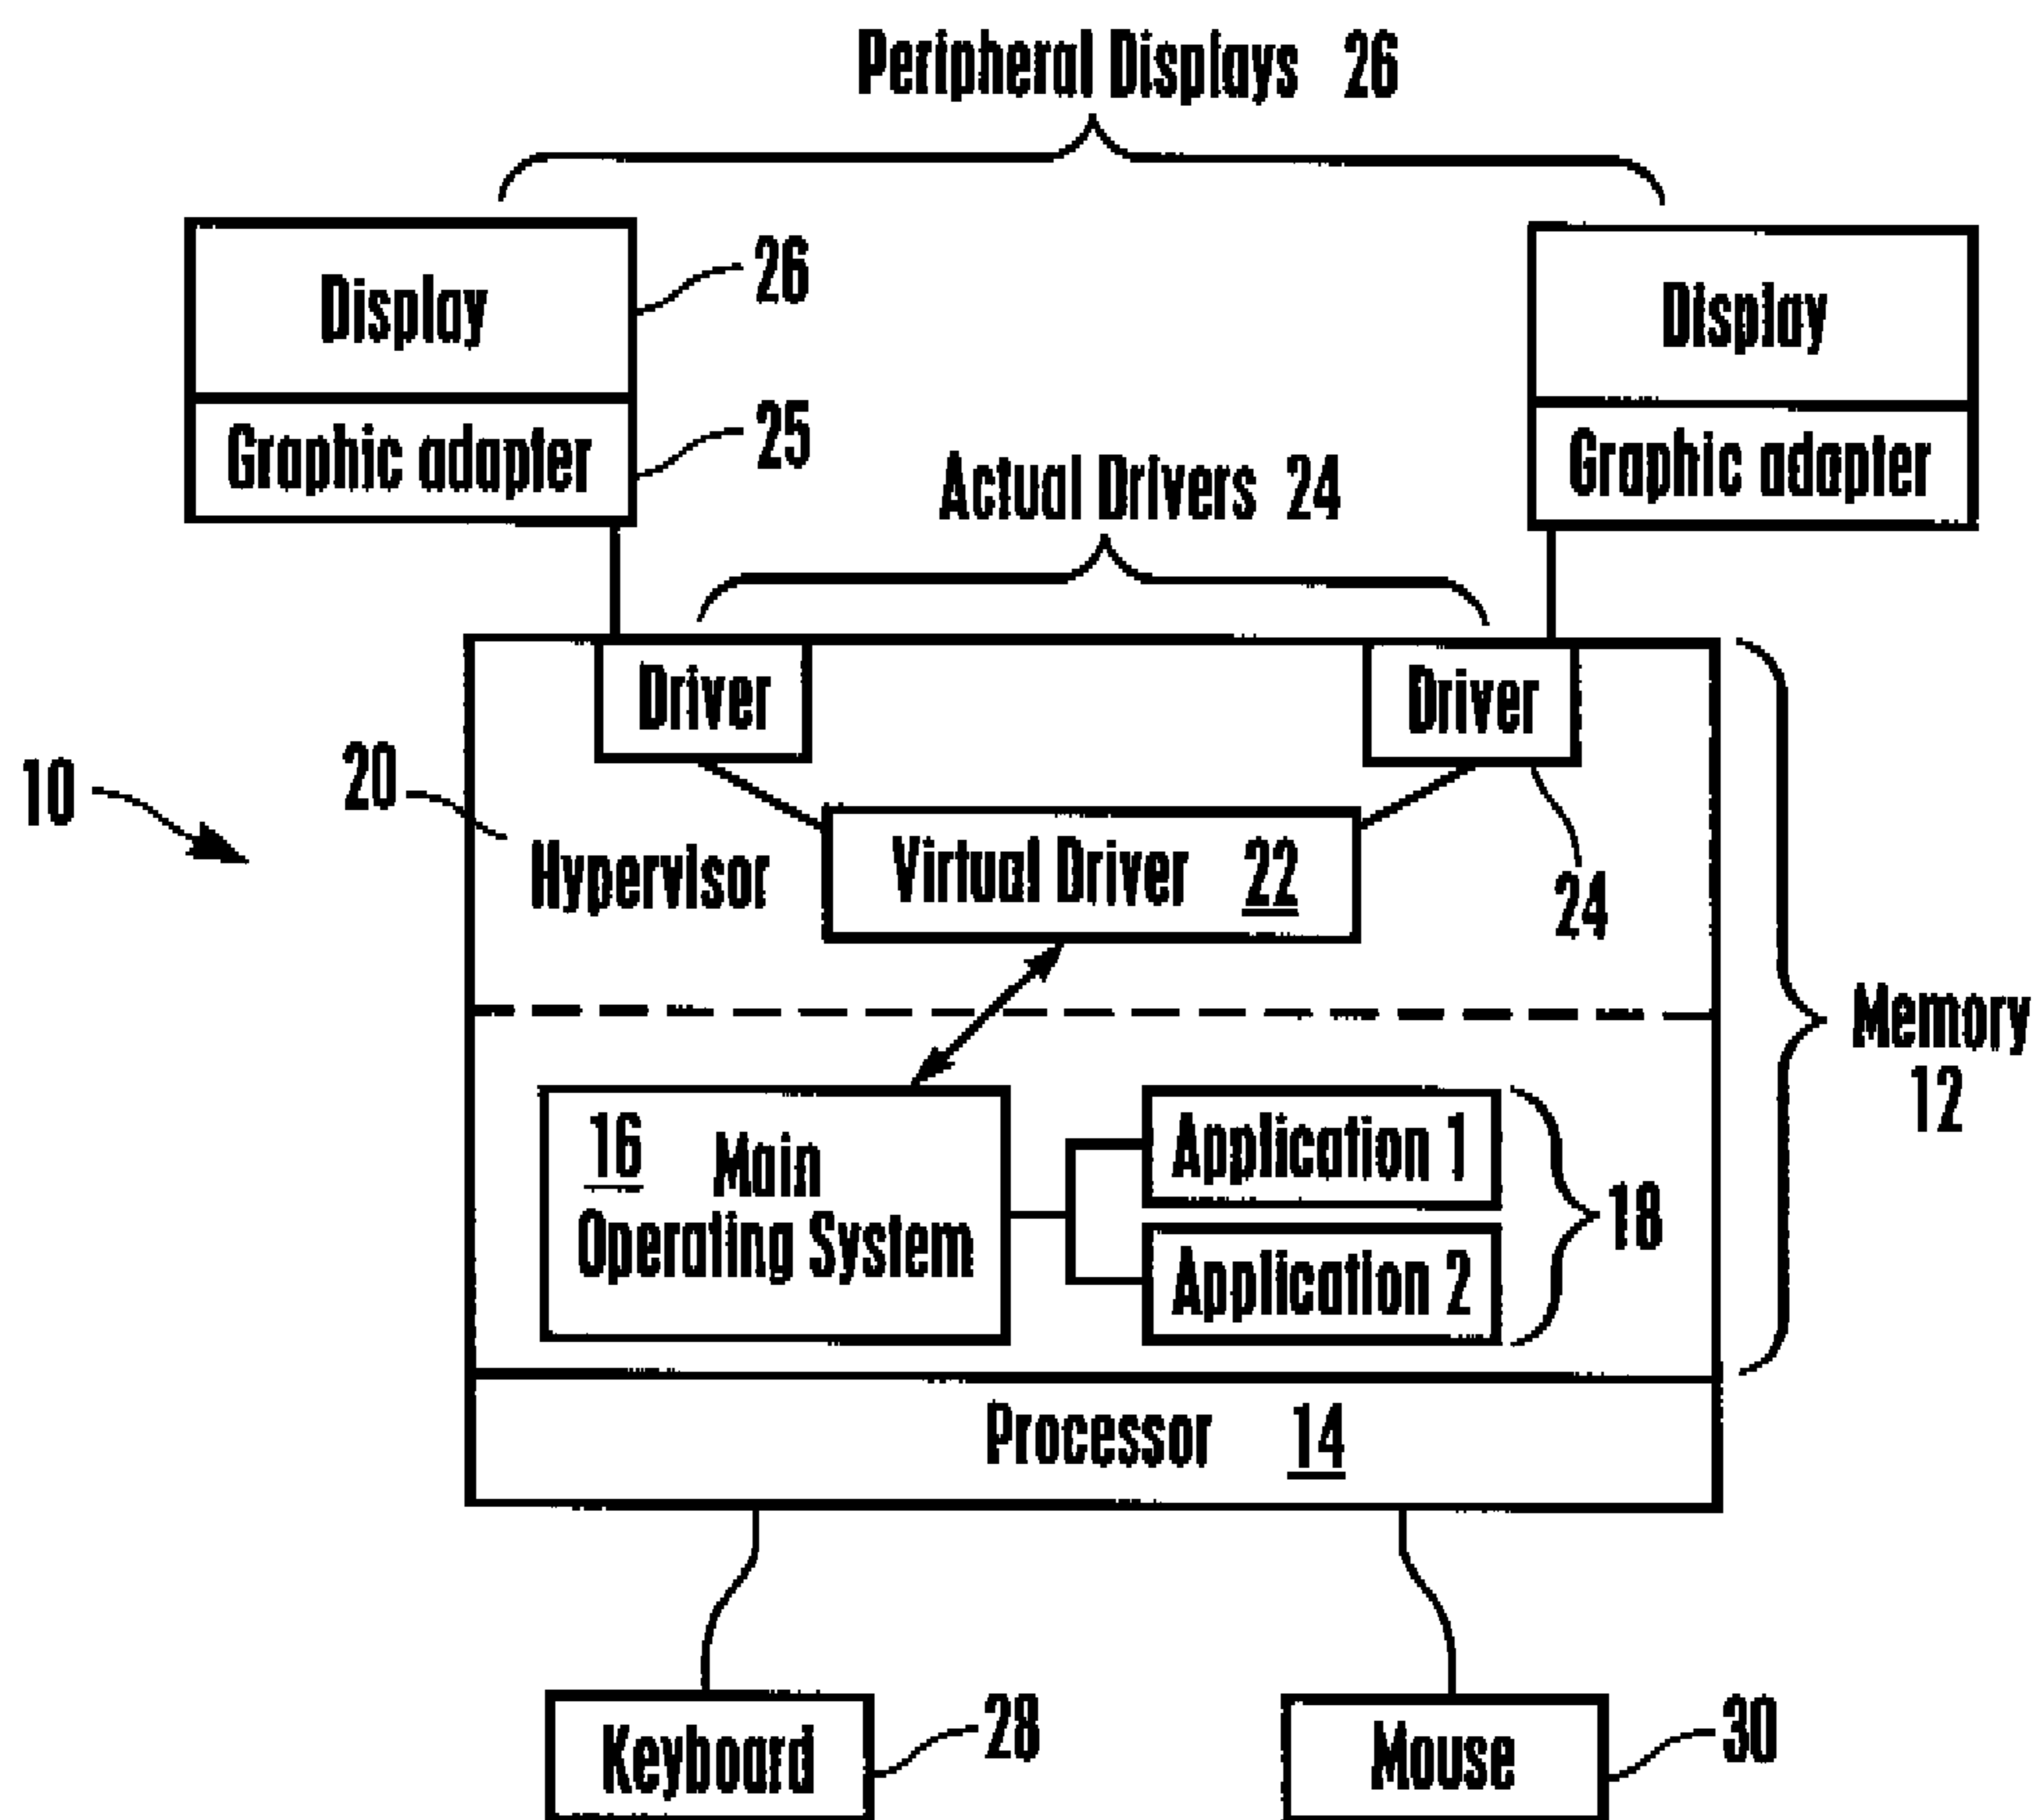 Peripheral Displays 26
Display
26
Display
Graphic adapter
25
Graphic adapter
Actual Drivers 24
Driver
Driver
10
20
Hypervisor
Virtual Driver 22
24
Memory
12
16
Main
Operating System
Application 1
Application 2
18
Processor 14
Keyboard
28
Mouse
30